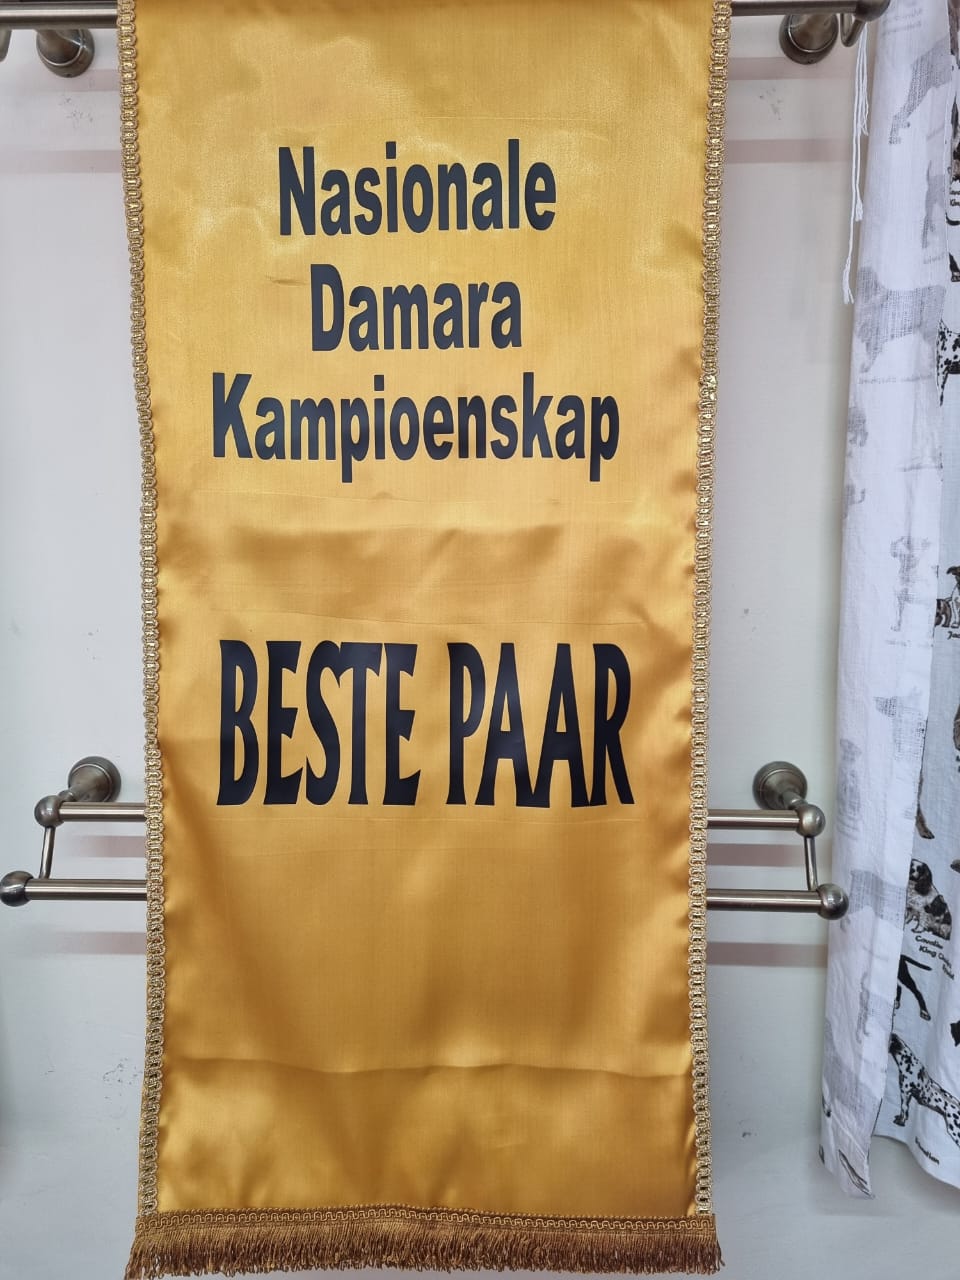 Nasionale
Damara
Kampioenskap
BESTE PAAR